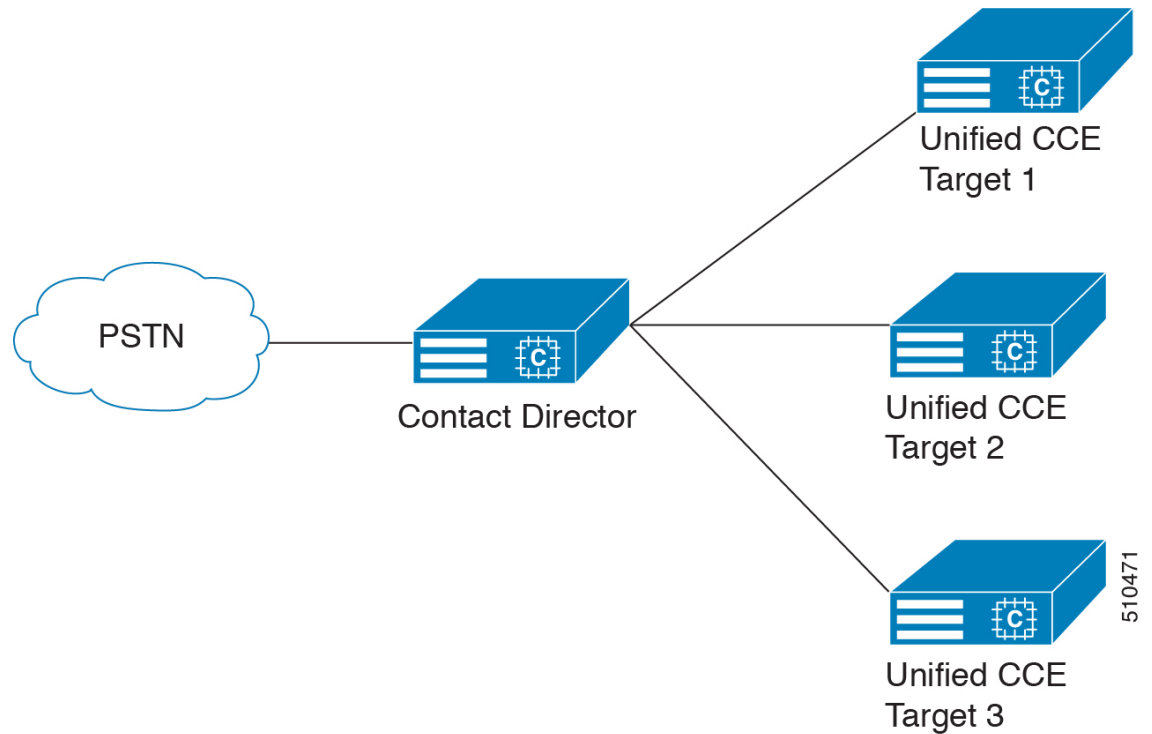 PSTN
Contact Director
C
C
Unified CCE
Target 1
C
Unified CCE
Target 2
C
Unified CCE
Target 3
510471